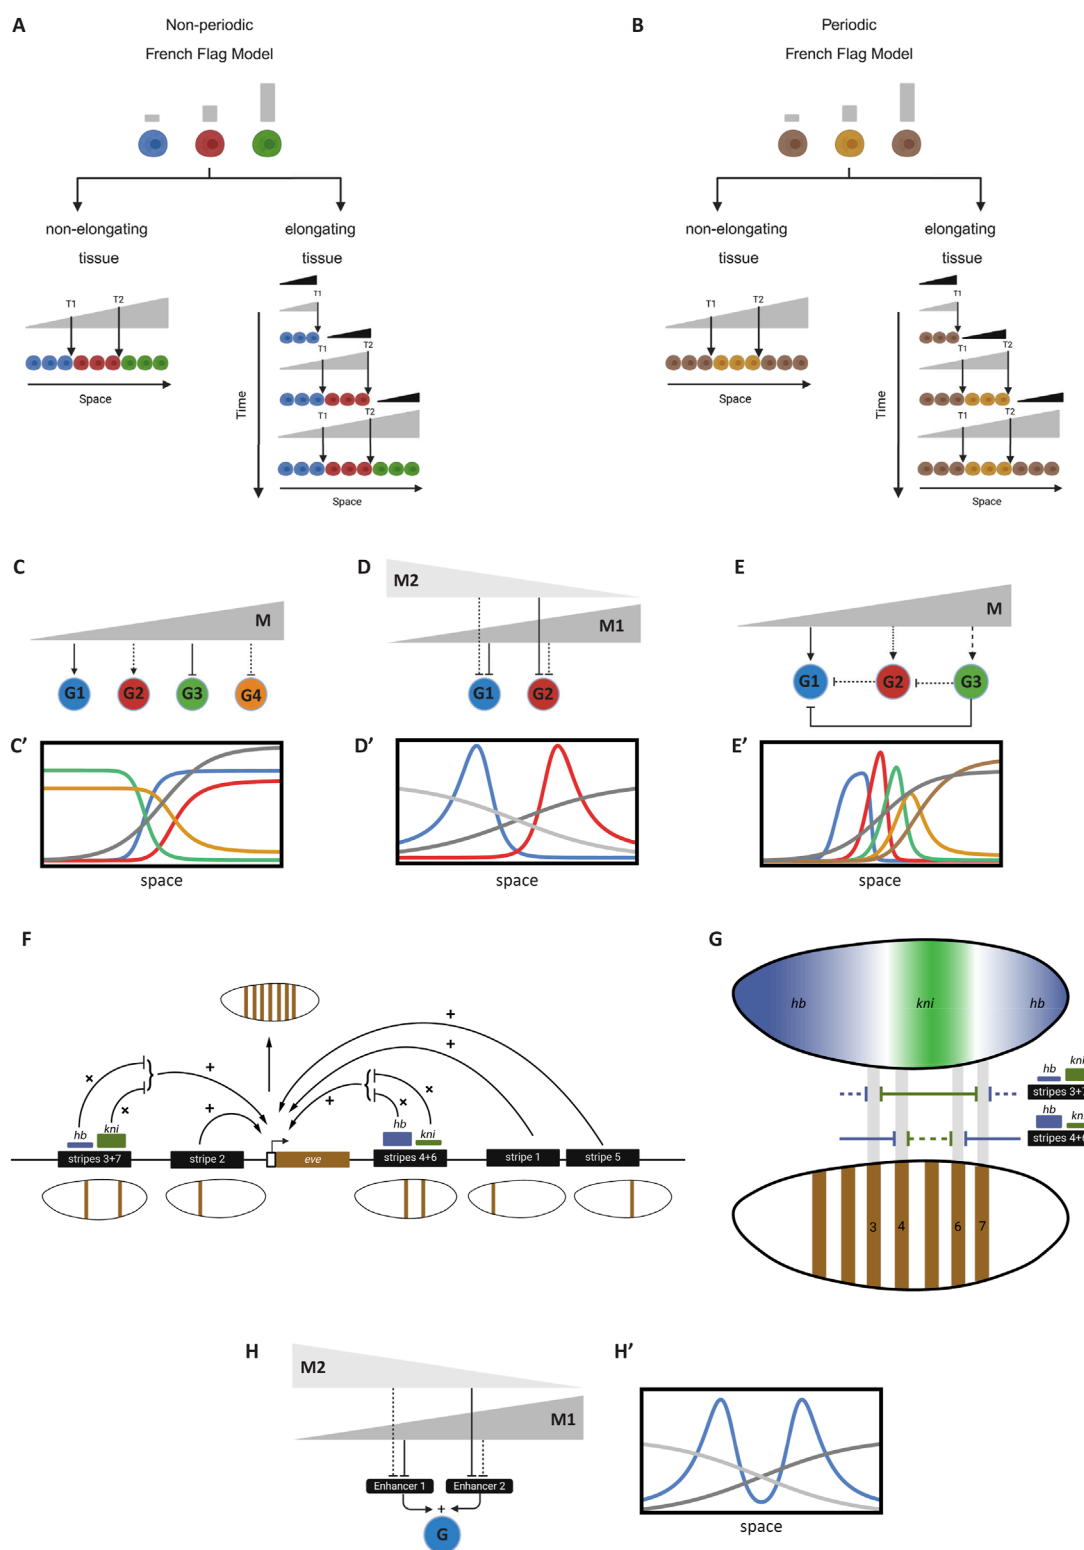 A
Non-periodic
French Flag Model
non-elongating
tissue
elongating
tissue
T1
T2
Space
T1
T1
T2
T1
T2
Time
Space
B
Periodic
French Flag Model
non-elongating
tissue
elongating
tissue
T1
T2
Space
T1
T1
T2
T1
T2
Time
Space
C
M
G1
G2
G3
G4
C’
space
D
M2
M1
G1
G2
D’
space
E
M
G1
G2
G3
E’
space
F
+
+
+
+
+
×
×
×
×
hb
kni
hb
kni
stripes 3+7
stripe 2
eve
stripes 4+6
stripe 1
stripe 5
G
hb
kni
hb
hb
kni
stripes 3+7
hb
kni
stripes 4+6
3
4
6
7
H
M2
M1
Enhancer 1
Enhancer 2
+
G
H’
space